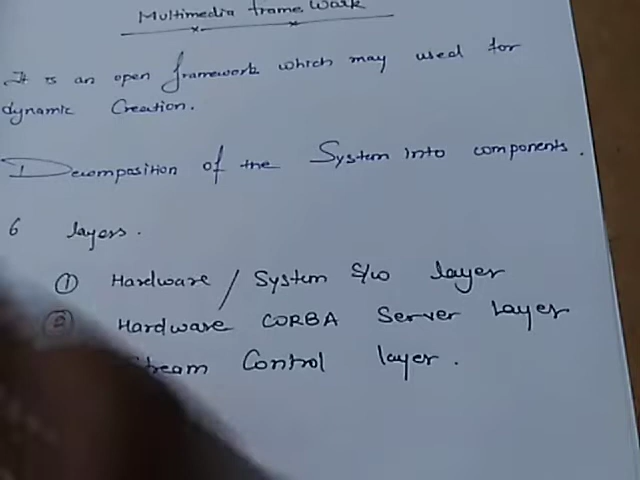 Multimedia frame Work
It is an open framework which may used for
dynamic Creation.
Decomposition of the System into components.
6 layers.
① Hardware / System S/w layer
② Hardware CORBA Server layer
Stream Control layer.